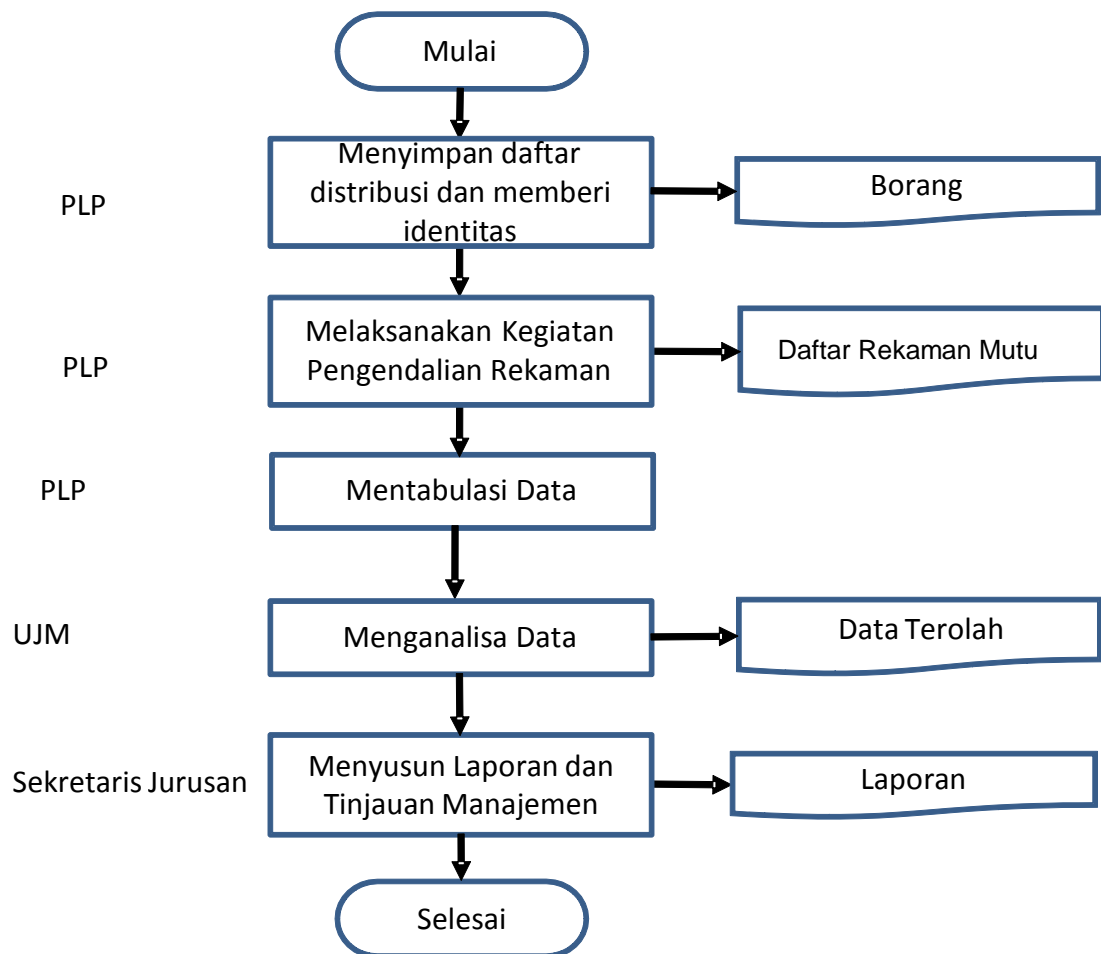 Mulai
PLP
Menyimpan daftar
distribusi dan memberi
identitas
Borang
PLP
Melaksanakan Kegiatan
Pengendalian Rekaman
Daftar Rekaman Mutu
PLP
Mentabulasi Data
UJM
Menganalisa Data
Data Terolah
Sekretaris Jurusan
Menyusun Laporan dan
Tinjauan Manajemen
Laporan
Selesai